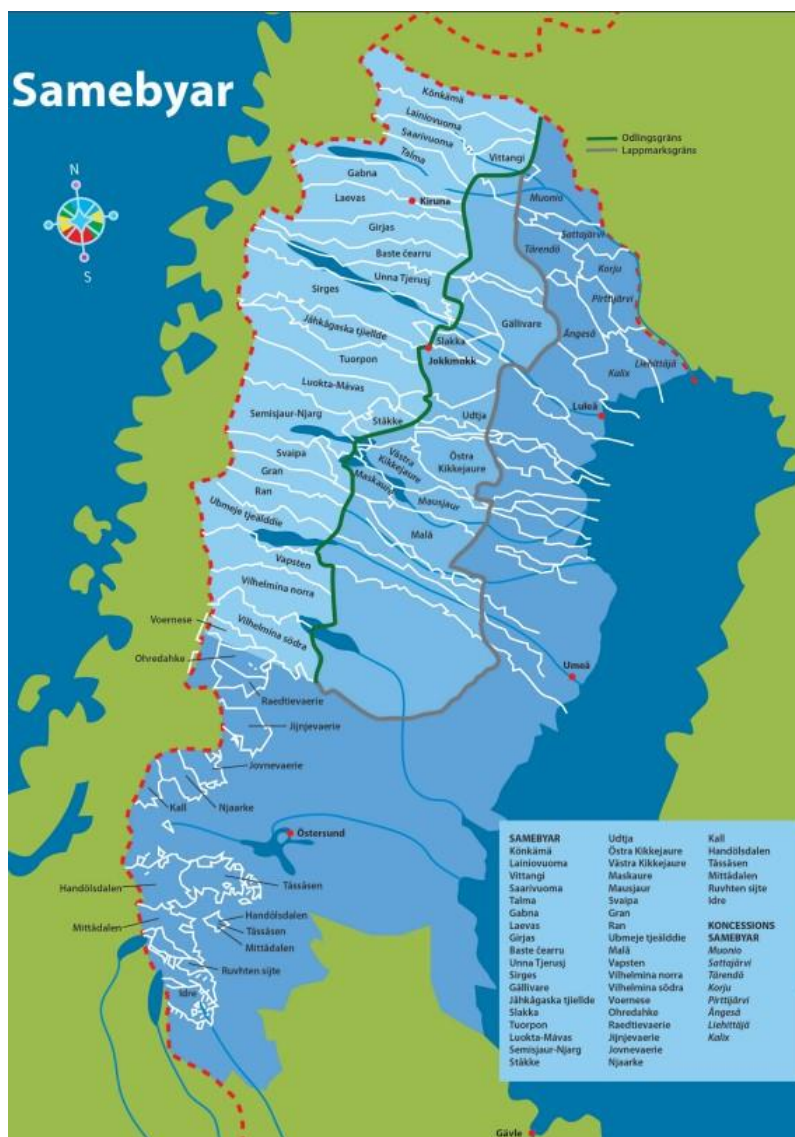 Samebyar
N
S
Odlingsgräns
Lappmarksgräns
Könkämä
Lainiovuoma
Saarivuoma
Talma
Vittangi
Gabna
Laevas
Kiruna
Muonio
Girjas
Sattajärvi
Tärendö
Baste čearru
Korju
Unna Tjerusj
Sirges
Pirttijärvi
Gällivare
Jåhkågaska tjiellde
Ängeså
Slakka
Jokkmokk
Liehittäjä
Tuorpon
Kalix
Luokta-Mávas
Luleå
Semisjaur-Njarg
Ståkke
Udtja
Svaipa
Västra
Kikkejaure
Östra
Kikkejaure
Gran
Maskaure
Ran
Mausjaur
Ubmeje tjeälddie
Malå
Vapsten
Vilhelmina norra
Voernese
Vilhelmina södra
Ohredahke
Umeå
Raedtievaerie
Jijnjevaerie
Jovnevaerie
Kall
Njaarke
Östersund
Handölsdalen
Tässåsen
Mittådalen
Handölsdalen
Tässåsen
Mittådalen
Ruvhten sijte
Idre
Gävle
SAMEBYAR
Könkämä
Lainiovuoma
Vittangi
Saarivuoma
Talma
Gabna
Laevas
Girjas
Baste čearru
Unna Tjerusj
Sirges
Gällivare
Jåhkågaska tjiellde
Slakka
Tuorpon
Luokta-Mávas
Semisjaur-Njarg
Ståkke
Udtja
Östra Kikkejaure
Västra Kikkejaure
Maskaure
Mausjaur
Svaipa
Gran
Ran
Ubmeje tjeälddie
Malå
Vapsten
Vilhelmina norra
Vilhelmina södra
Voernese
Ohredahke
Raedtievaerie
Jijnjevaerie
Jovnevaerie
Njaarke
Kall
Handölsdalen
Tässåsen
Mittådalen
Ruvhten sijte
Idre
KONCESSIONS
SAMEBYAR
Muonio
Sattajärvi
Tärendö
Korju
Pirttijärvi
Ängeså
Liehittäjä
Kalix